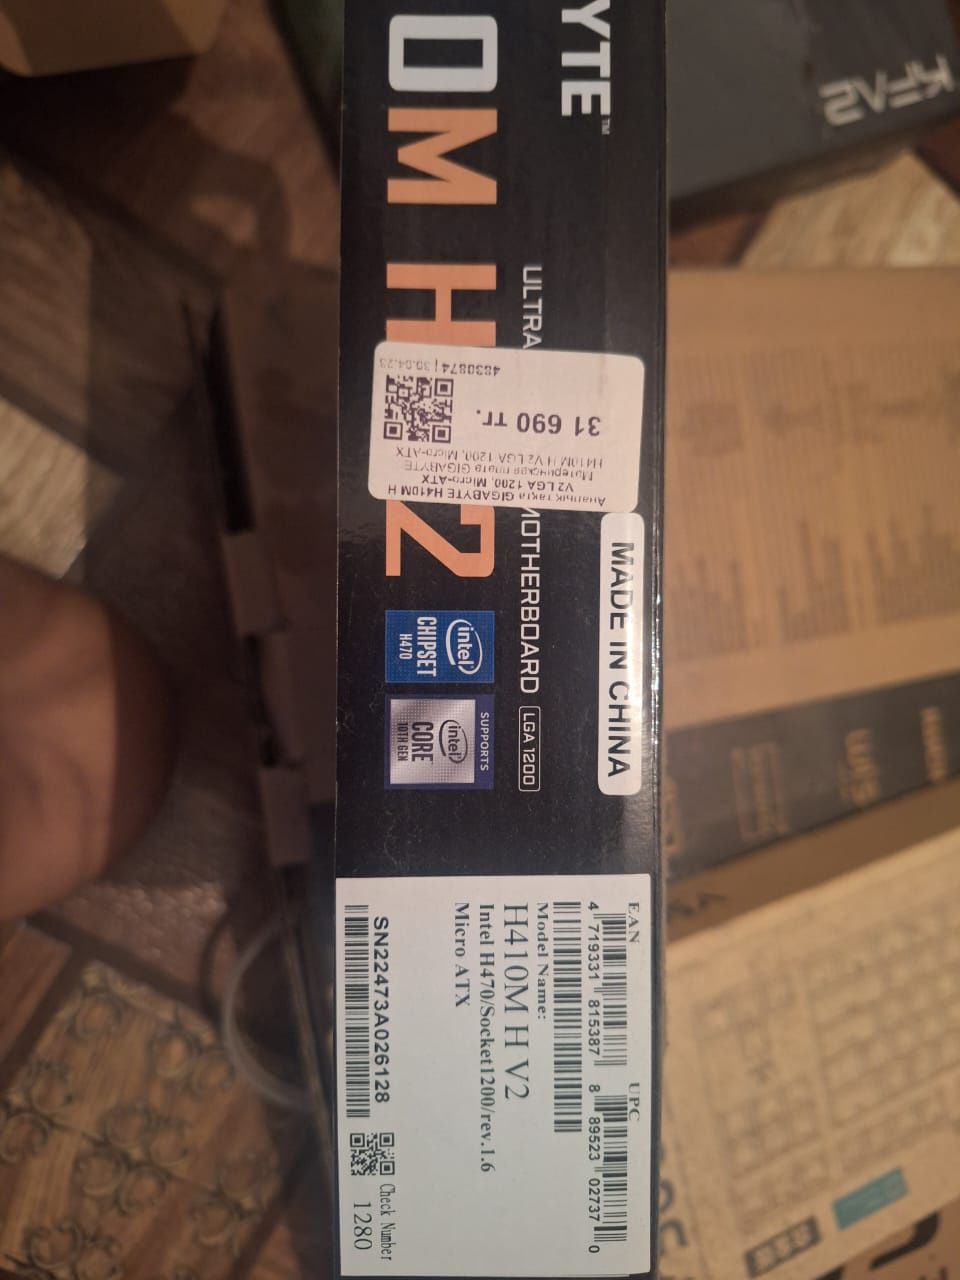 YTE™
0M H 2
ULTRA MOTHERBOARD
LGA 1200
intel
CHIPSET
H470
SUPPORTS
intel
CORE
10TH GEN
MADE IN CHINA
Аналық тақта GIGABYTE H410M H
V2 LGA 1200, Micro-ATX
Материнская плата GIGABYTE
H410M H V2 LGA 1200, Micro-ATX
31 690 тг.
4830874 | 30.04.23
EAN
4 719331 815387
UPC
8 89523 02737 0
Model Name:
H410M H V2
Intel H470/Socket1200/rev.1.6
Micro ATX
SN22473A026128
Check Number
1280
KFA2